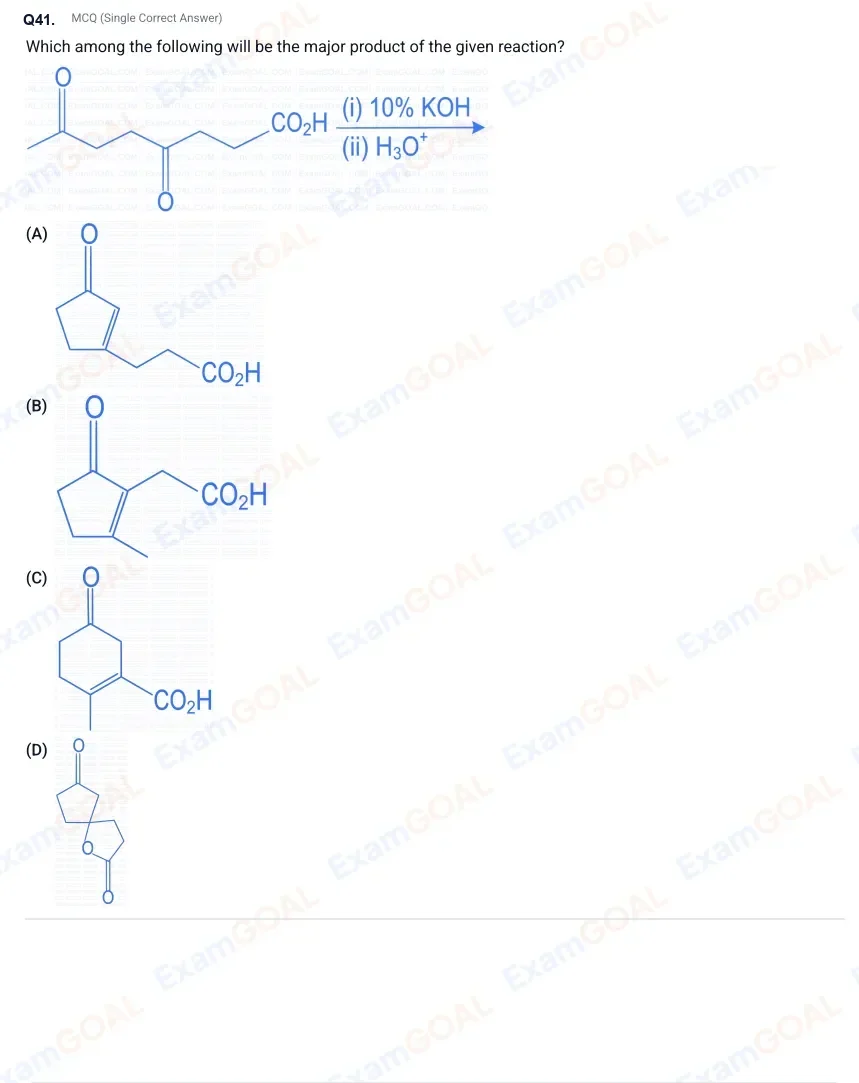 Q41. MCQ (Single Correct Answer)
Which among the following will be the major product of the given reaction?
O
CO₂H
(i) 10% KOH
(ii) H₃O⁺
O
(A)
O
CO₂H
(B)
O
CO₂H
(C)
O
CO₂H
(D)
O
O
O
ExamGOAL